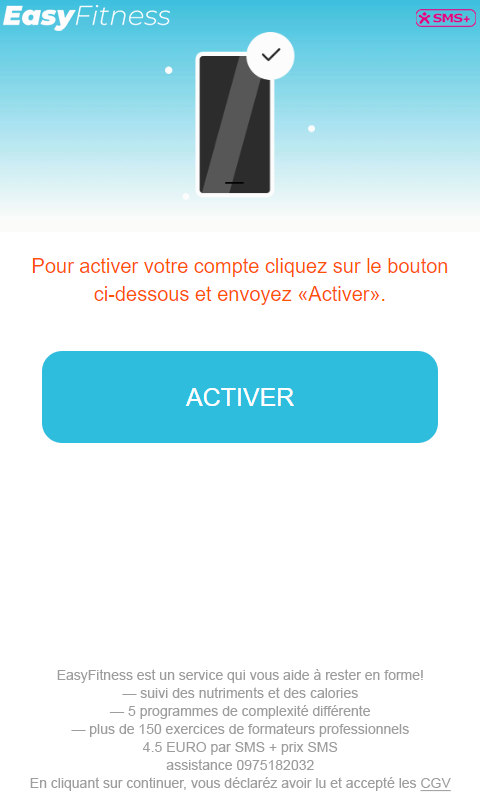 EasyFitness
SMS+
Pour activer votre compte cliquez sur le bouton
ci-dessous et envoyez «Activer».
ACTIVER
EasyFitness est un service qui vous aide à rester en forme!
— suivi des nutriments et des calories
— 5 programmes de complexité différente
— plus de 150 exercices de formateurs professionnels
4.5 EURO par SMS + prix SMS
assistance 0975182032
En cliquant sur continuer, vous déclaréz avoir lu et accepté les CGV